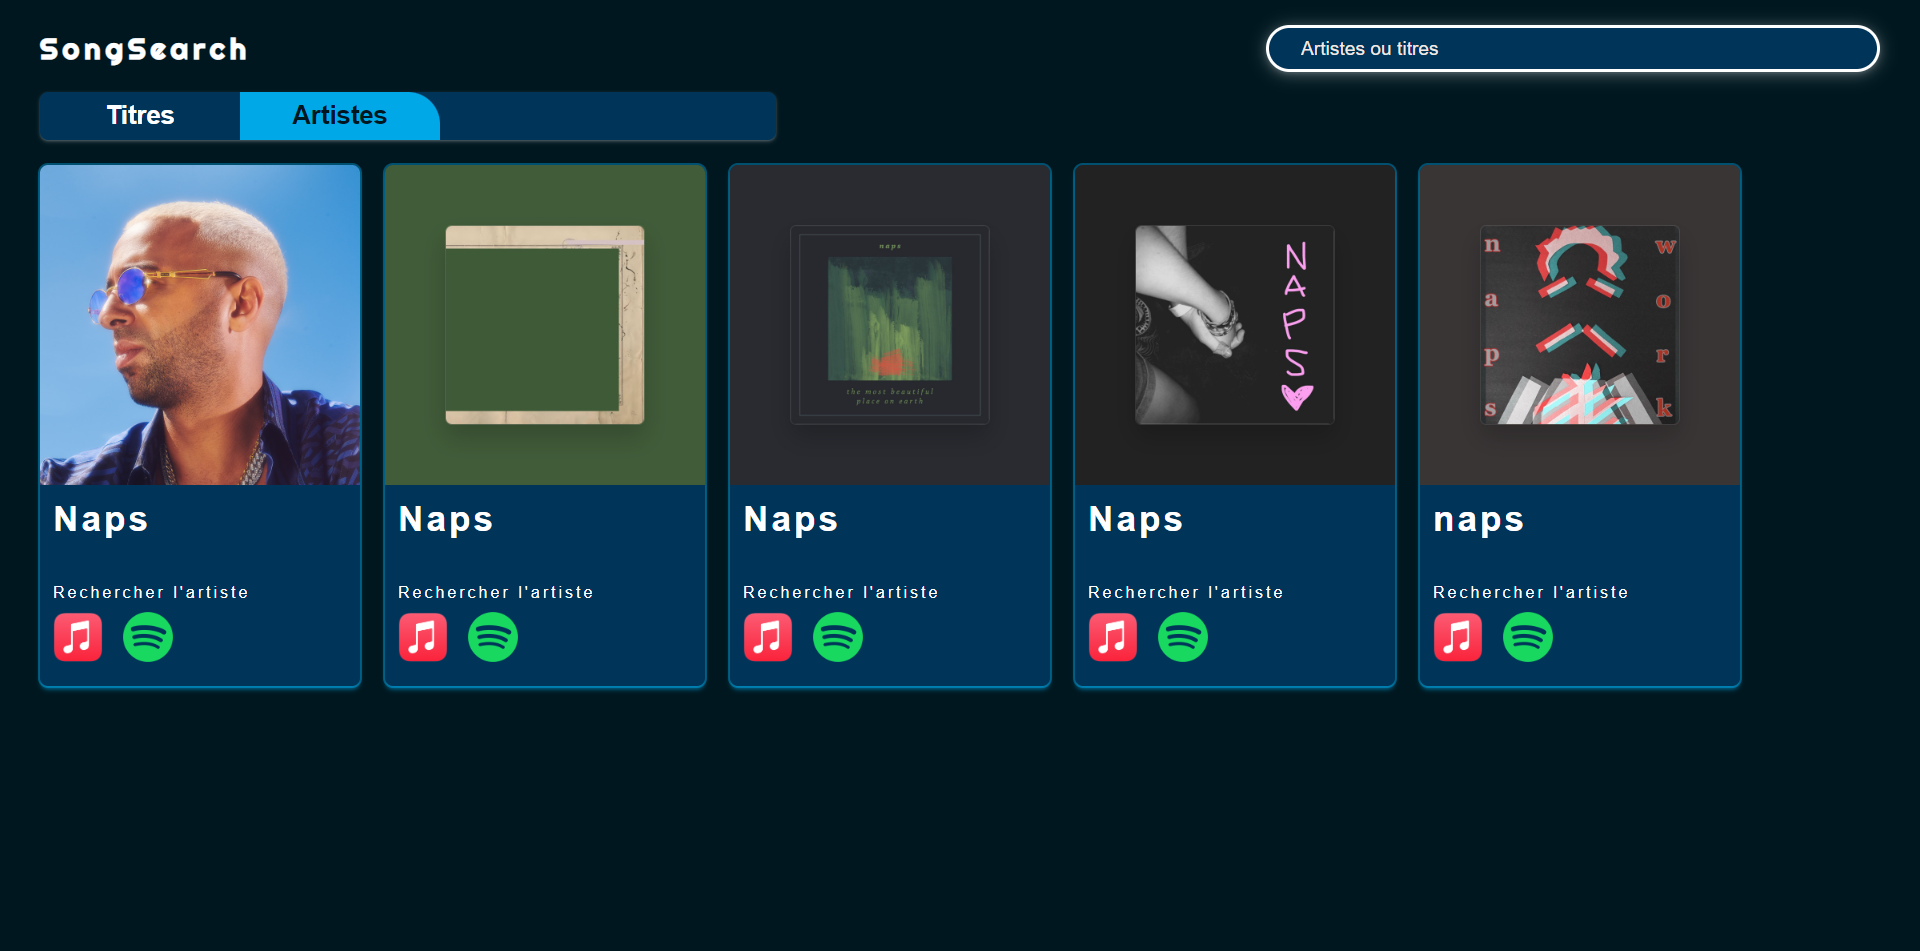 SongSearch
Artistes ou titres
Titres
Artistes
naps
the most beautiful
place on earth
NAPS
n w
a o
p r
s k
Naps
Naps
Naps
Naps
naps
Rechercher l'artiste
Rechercher l'artiste
Rechercher l'artiste
Rechercher l'artiste
Rechercher l'artiste